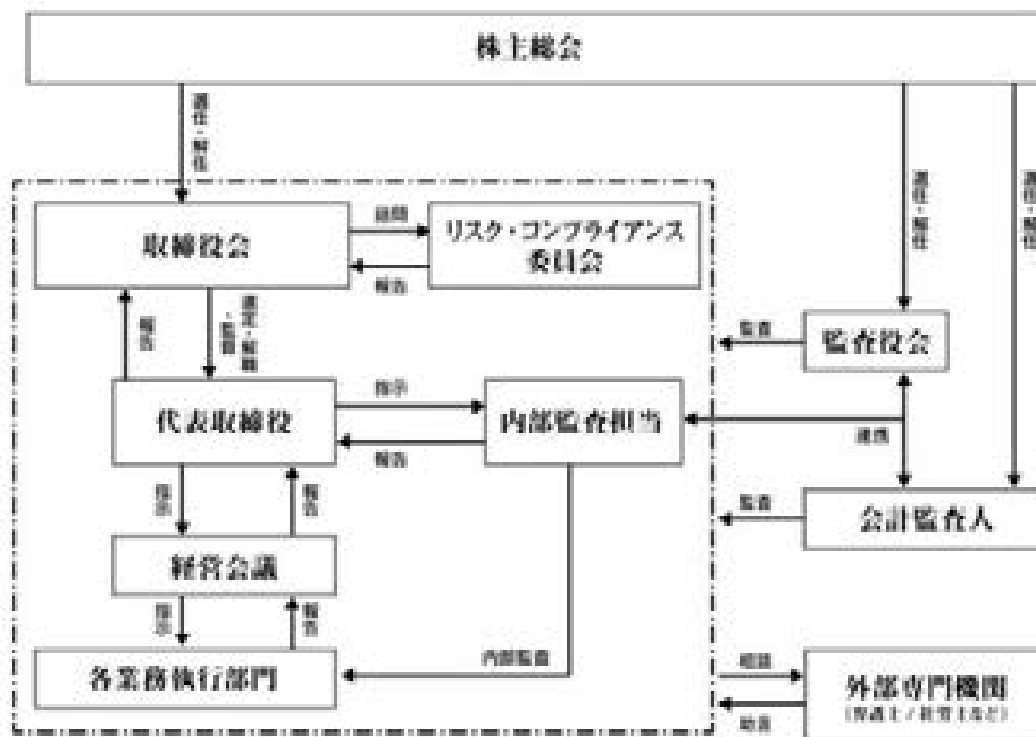 株主総会
選任・解任
選任・解任
選任・解任
取締役会
諮問
報告
リスク・コンプライアンス
委員会
選定・解職
監査役会
監査
代表取締役
指示
報告
内部監査担当
連携
指示
報告
監査
会計監査人
経営会議
指示
報告
各業務執行部門
内部監査
相談
助言
外部専門機関